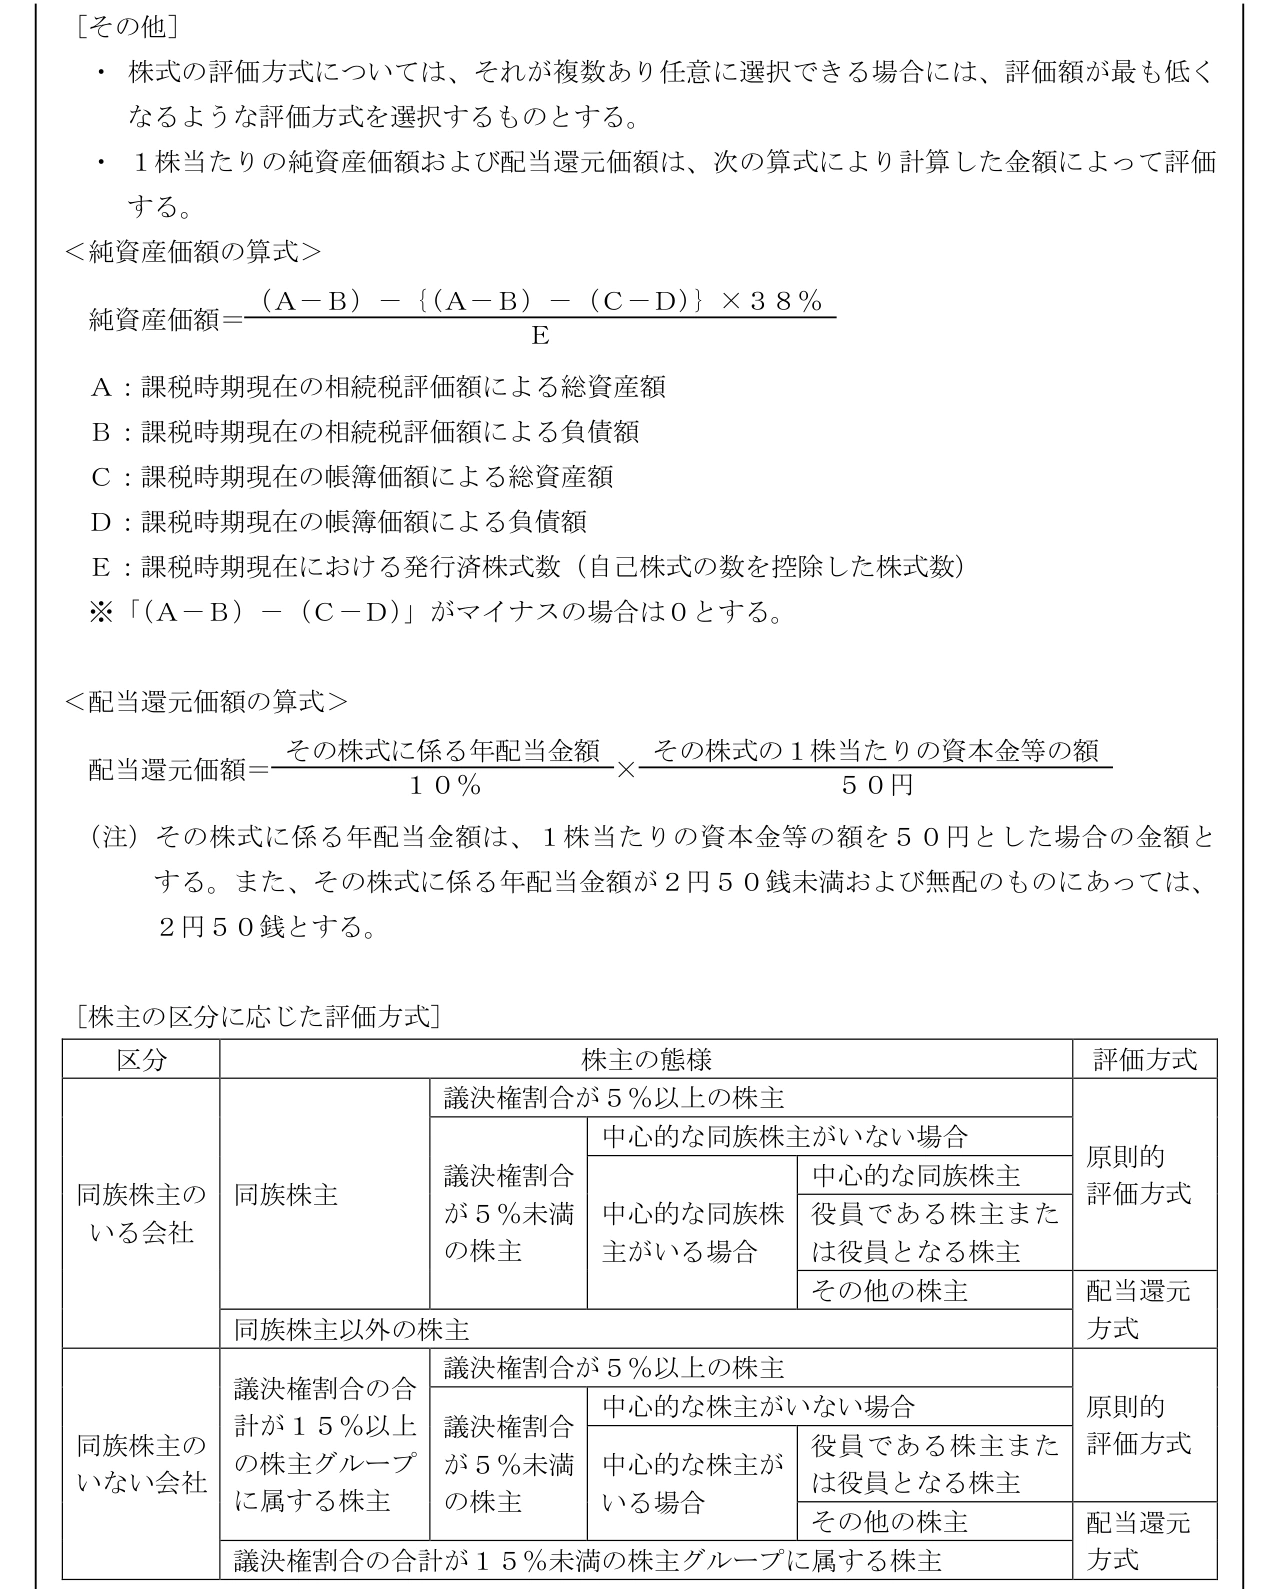 ［その他］
・ 株式の評価方式については、それが複数あり任意に選択できる場合には、評価額が最も低く
なるような評価方式を選択するものとする。
・ １株当たりの純資産価額および配当還元価額は、次の算式により計算した金額によって評価
する。
＜純資産価額の算式＞
純資産価額＝
（Ａ－Ｂ）－｛（Ａ－Ｂ）－（Ｃ－Ｄ）｝×３８％
Ｅ
Ａ：課税時期現在の相続税評価額による総資産額
Ｂ：課税時期現在の相続税評価額による負債額
Ｃ：課税時期現在の帳簿価額による総資産額
Ｄ：課税時期現在の帳簿価額による負債額
Ｅ：課税時期現在における発行済株式数（自己株式の数を控除した株式数）
※「（Ａ－Ｂ）－（Ｃ－Ｄ）」がマイナスの場合は０とする。
＜配当還元価額の算式＞
配当還元価額＝
その株式に係る年配当金額
１０％
×
その株式の１株当たりの資本金等の額
５０円
（注）その株式に係る年配当金額は、１株当たりの資本金等の額を５０円とした場合の金額と
する。また、その株式に係る年配当金額が２円５０銭未満および無配のものにあっては、
２円５０銭とする。
［株主の区分に応じた評価方式］
区分
株主の態様
評価方式
同族株主の
いる会社
同族株主
議決権割合が５％以上の株主
議決権割合
が５％未満
の株主
中心的な同族株主がいない場合
中心的な同族株
主がいる場合
中心的な同族株主
役員である株主また
は役員となる株主
原則的
評価方式
その他の株主
同族株主以外の株主
配当還元
方式
同族株主の
いない会社
議決権割合の合
計が１５％以上
の株主グループ
に属する株主
議決権割合が５％以上の株主
議決権割合
が５％未満
の株主
中心的な株主がいない場合
中心的な株主が
いる場合
役員である株主また
は役員となる株主
原則的
評価方式
その他の株主
議決権割合の合計が１５％未満の株主グループに属する株主
配当還元
方式